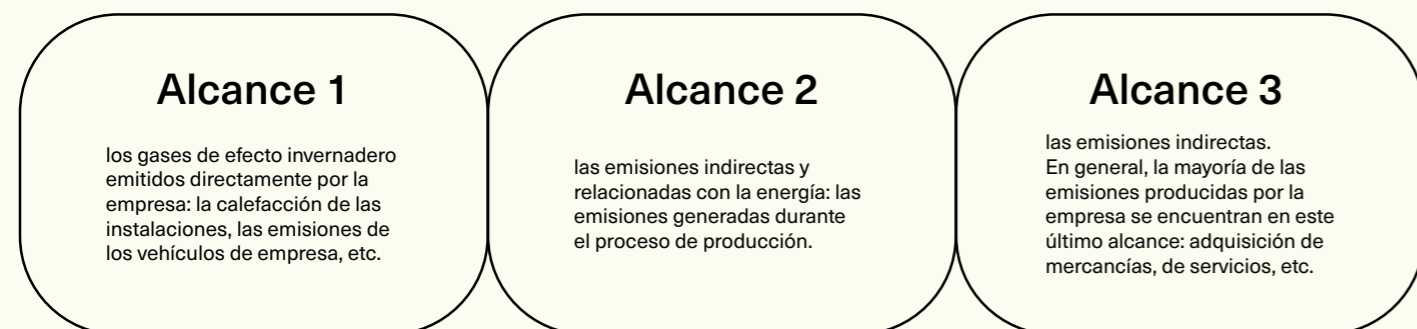 Alcance 1
los gases de efecto invernadero
emitidos directamente por la
empresa: la calefacción de las
instalaciones, las emisiones de
los vehículos de empresa, etc.
Alcance 2
las emisiones indirectas y
relacionadas con la energía: las
emisiones generadas durante
el proceso de producción.
Alcance 3
las emisiones indirectas.
En general, la mayoría de las
emisiones producidas por la
empresa se encuentran en este
último alcance: adquisición de
mercancías, de servicios, etc.